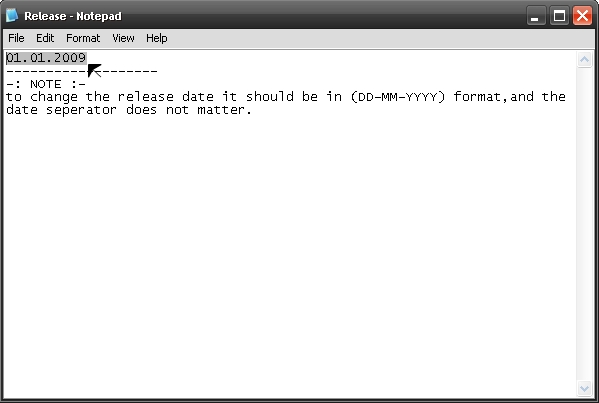 Release - Notepad
File Edit Format View Help
01.01.2009
------------------
-: NOTE :-
to change the release date it should be in (DD-MM-YYYY) format,and the
date seperator does not matter.